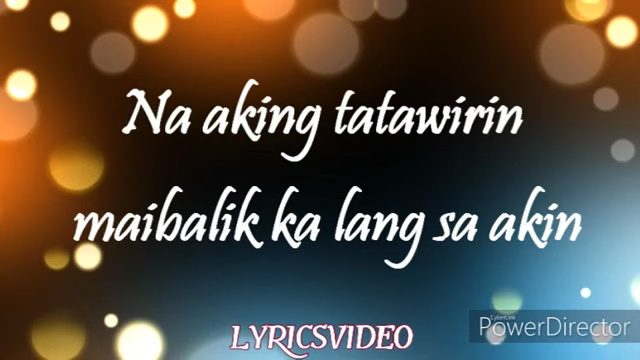 Na aking tatawirin
maibalik ka lang sa akin
CyberLink
PowerDirector
LYRICSVIDEO